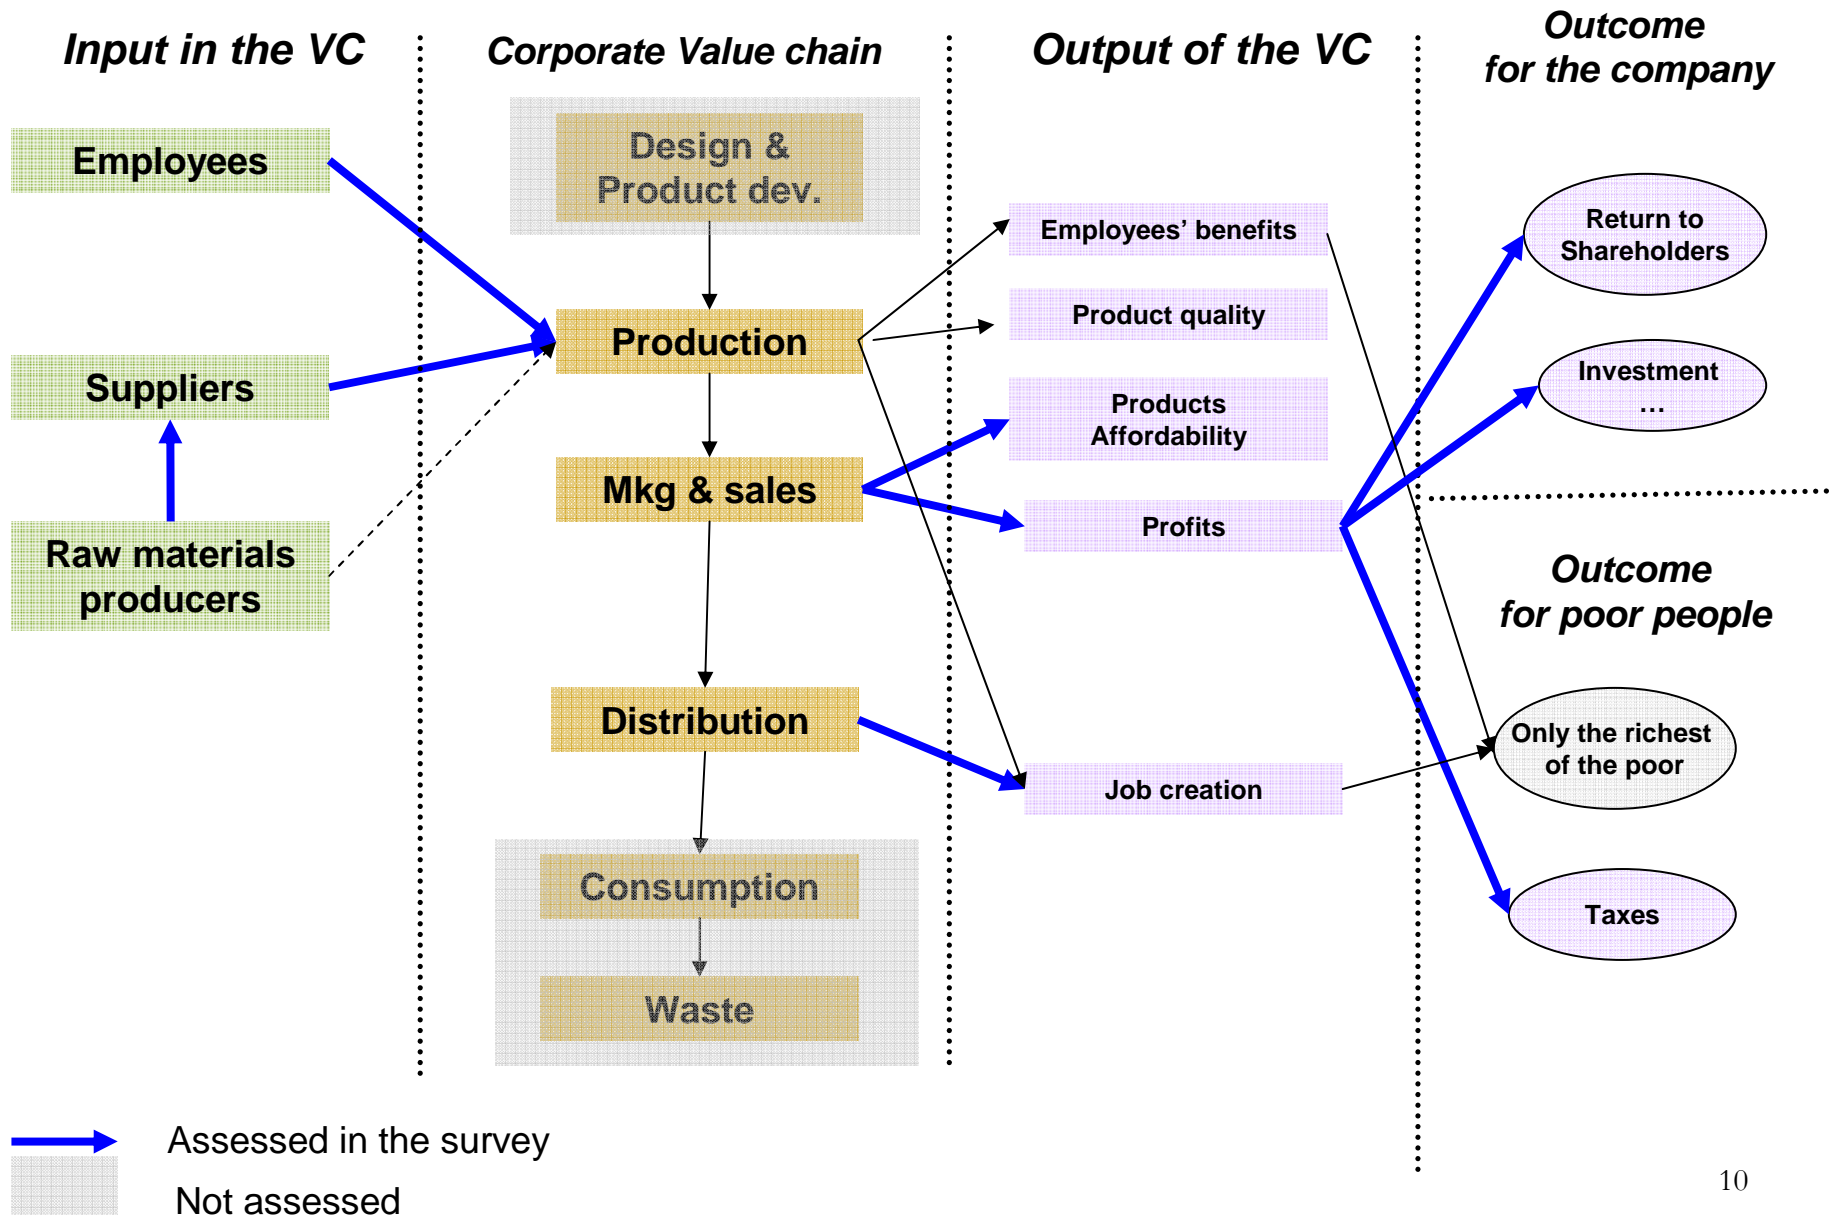 Input in the VC
Employees
Suppliers
Raw materials
producers
Corporate Value chain
Design &
Product dev.
Production
Mkg & sales
Distribution
Consumption
Waste
Output of the VC
Employees’ benefits
Product quality
Products
Affordability
Profits
Job creation
Outcome
for the company
Return to
Shareholders
Investment
…
Outcome
for poor people
Only the richest
of the poor
Taxes
Assessed in the survey
Not assessed
10